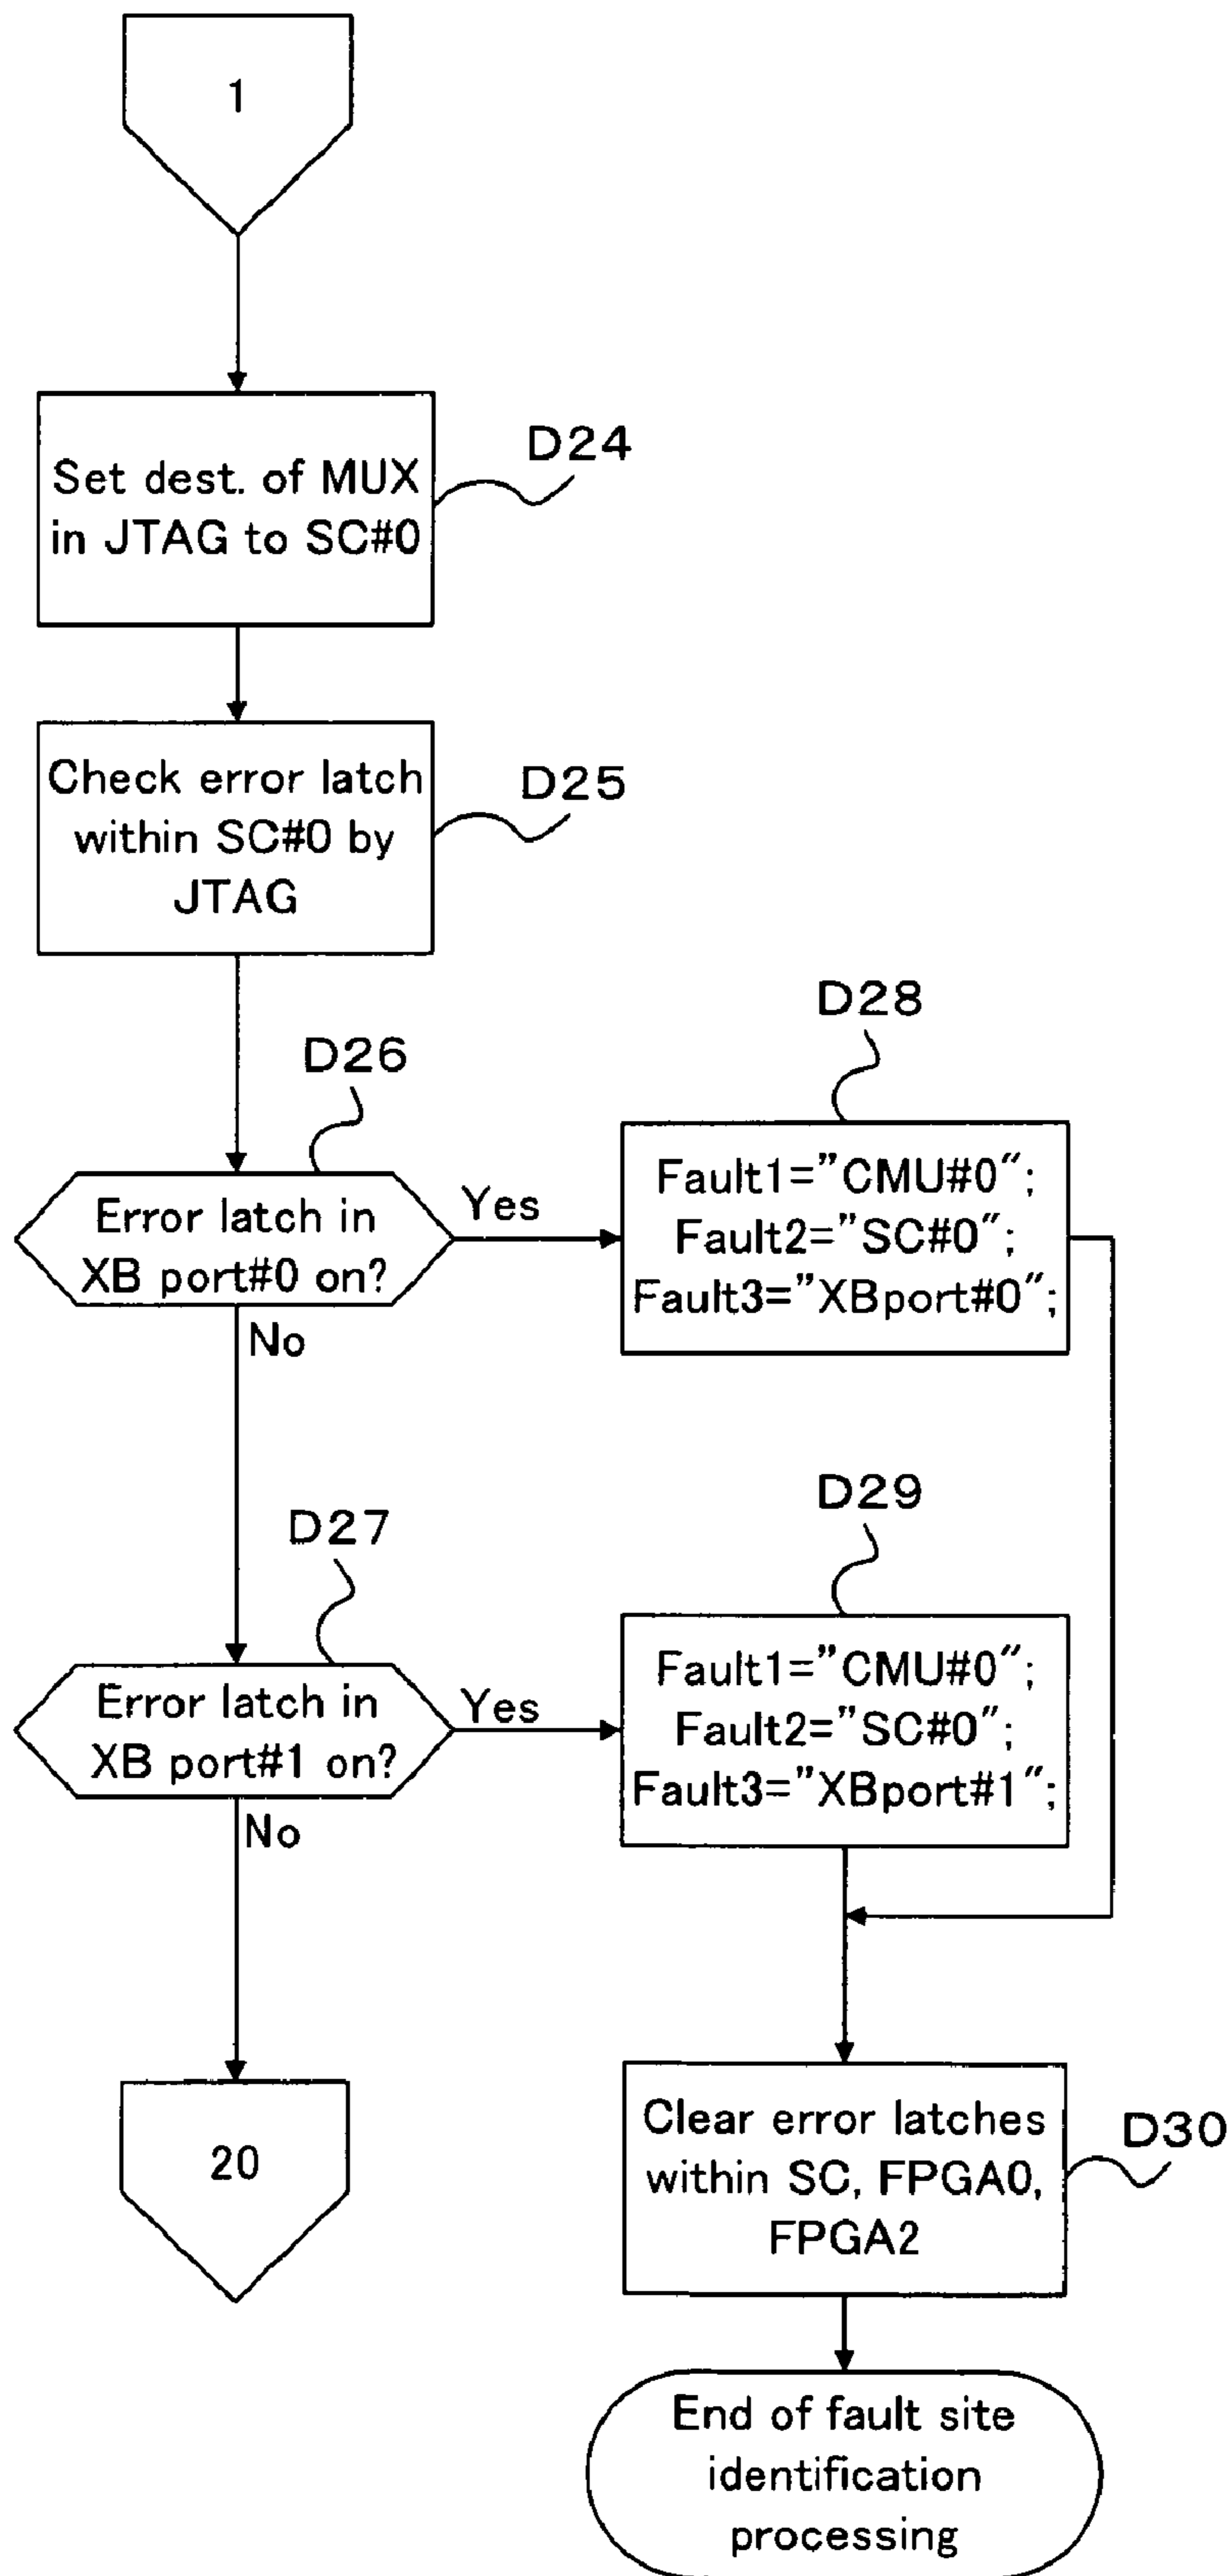 1
Set dest. of MUX
in JTAG to SC#0
D24
Check error latch
within SC#0 by
JTAG
D25
D26
Error latch in
XB port#0 on?
Yes
No
D28
Fault1="CMU#0";
Fault2="SC#0";
Fault3="XBport#0";
D27
Error latch in
XB port#1 on?
Yes
No
D29
Fault1="CMU#0";
Fault2="SC#0";
Fault3="XBport#1";
20
Clear error latches
within SC, FPGA0,
FPGA2
D30
End of fault site
identification
processing